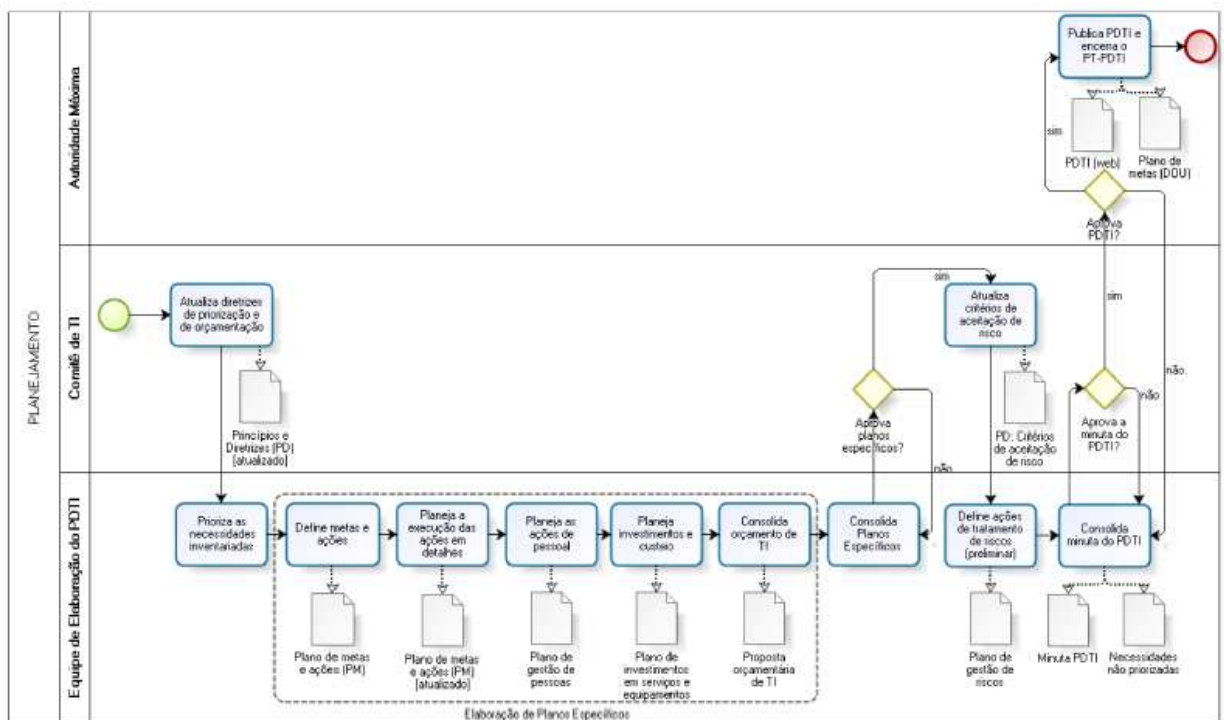 PLANEJAMENTO
Autoridade Máxima
Publica PDTI e
encerra o
PT-PDTI
sim
PDTI (web)
Plano de
metas (DOU)
Aprova
PDTI?
Comitê de TI
Atualiza diretrizes
de priorização e
de orçamentação
Princípios e
Diretrizes (PD)
[atualizado]
sim
Atualiza
critérios de
aceitação de
risco
PD: Critérios
de aceitação
de risco
Aprova
planos
específicos?
não
sim
não
não
Aprova a
minuta do
PDTI?
Equipe de Elaboração do PDTI
Prioriza as
necessidades
inventariadas
Define metas e
ações
Planeja a
execução das
ações em
detalhes
Planeja as
ações de
pessoal
Planeja
investimentos e
custeio
Consolida
orçamento de
TI
Consolida
Planos
Específicos
Define ações
de tratamento
de riscos
(preliminar)
Consolida
minuta do PDTI
Plano de metas
e ações (PM)
Plano de metas
e ações (PM)
[atualizado]
Plano de
gestão de
pessoas
Plano de
investimentos
em serviços e
equipamentos
Proposta
orçamentária
de TI
Plano de
gestão de
riscos
Minuta PDTI
Necessidades
não priorizadas
Elaboração de Planos Específicos